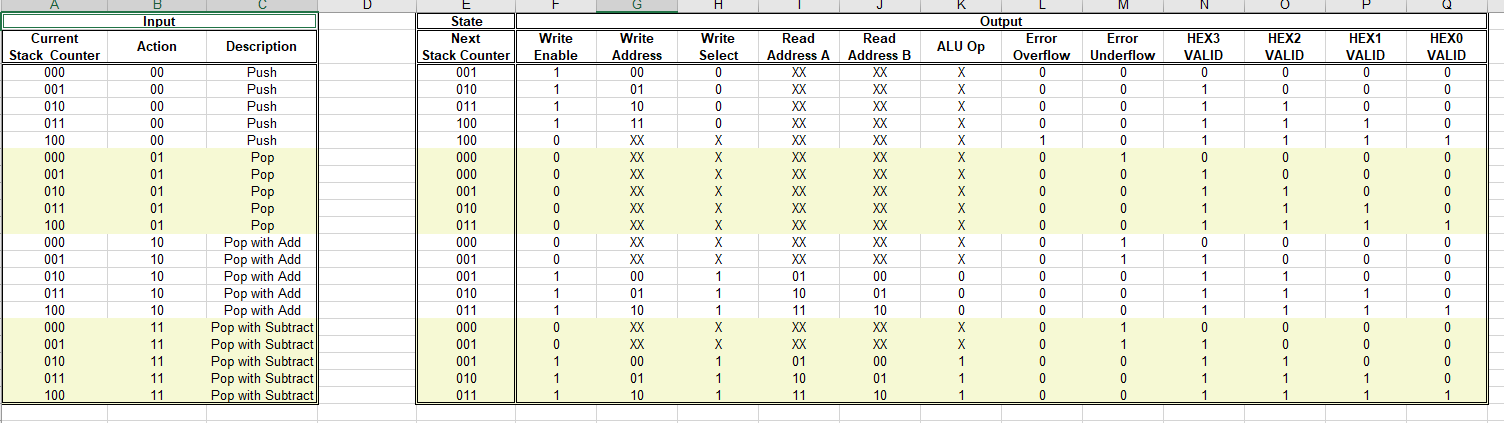 A B C D E F G H I J K L M N O P Q
Input State Output
Current Stack Counter Action Description Next Stack Counter Write Enable Write Address Write Select Read Address A Read Address B ALU Op Error Overflow Error Underflow HEX3 VALID HEX2 VALID HEX1 VALID HEX0 VALID
000 00 Push 001 1 00 0 XX XX X 0 0 0 0 0 0
001 00 Push 010 1 01 0 XX XX X 0 0 1 0 0 0
010 00 Push 011 1 10 0 XX XX X 0 0 1 1 0 0
011 00 Push 100 1 11 0 XX XX X 0 0 1 1 1 0
100 00 Push 100 0 XX X XX XX X 1 0 1 1 1 1
000 01 Pop 000 0 XX X XX XX X 0 1 0 0 0 0
001 01 Pop 000 0 XX X XX XX X 0 0 1 0 0 0
010 01 Pop 001 0 XX X XX XX X 0 0 1 1 0 0
011 01 Pop 010 0 XX X XX XX X 0 0 1 1 1 0
100 01 Pop 011 0 XX X XX XX X 0 0 1 1 1 1
000 10 Pop with Add 000 0 XX X XX XX X 0 1 0 0 0 0
001 10 Pop with Add 001 0 XX X XX XX X 0 1 1 0 0 0
010 10 Pop with Add 001 1 00 1 01 00 0 0 0 1 1 0 0
011 10 Pop with Add 010 1 01 1 10 01 0 0 0 1 1 1 0
100 10 Pop with Add 011 1 10 1 11 10 0 0 0 1 1 1 1
000 11 Pop with Subtract 000 0 XX X XX XX X 0 1 0 0 0 0
001 11 Pop with Subtract 001 0 XX X XX XX X 0 1 1 0 0 0
010 11 Pop with Subtract 001 1 00 1 01 00 1 0 0 1 1 0 0
011 11 Pop with Subtract 010 1 01 1 10 01 1 0 0 1 1 1 0
100 11 Pop with Subtract 011 1 10 1 11 10 1 0 0 1 1 1 1